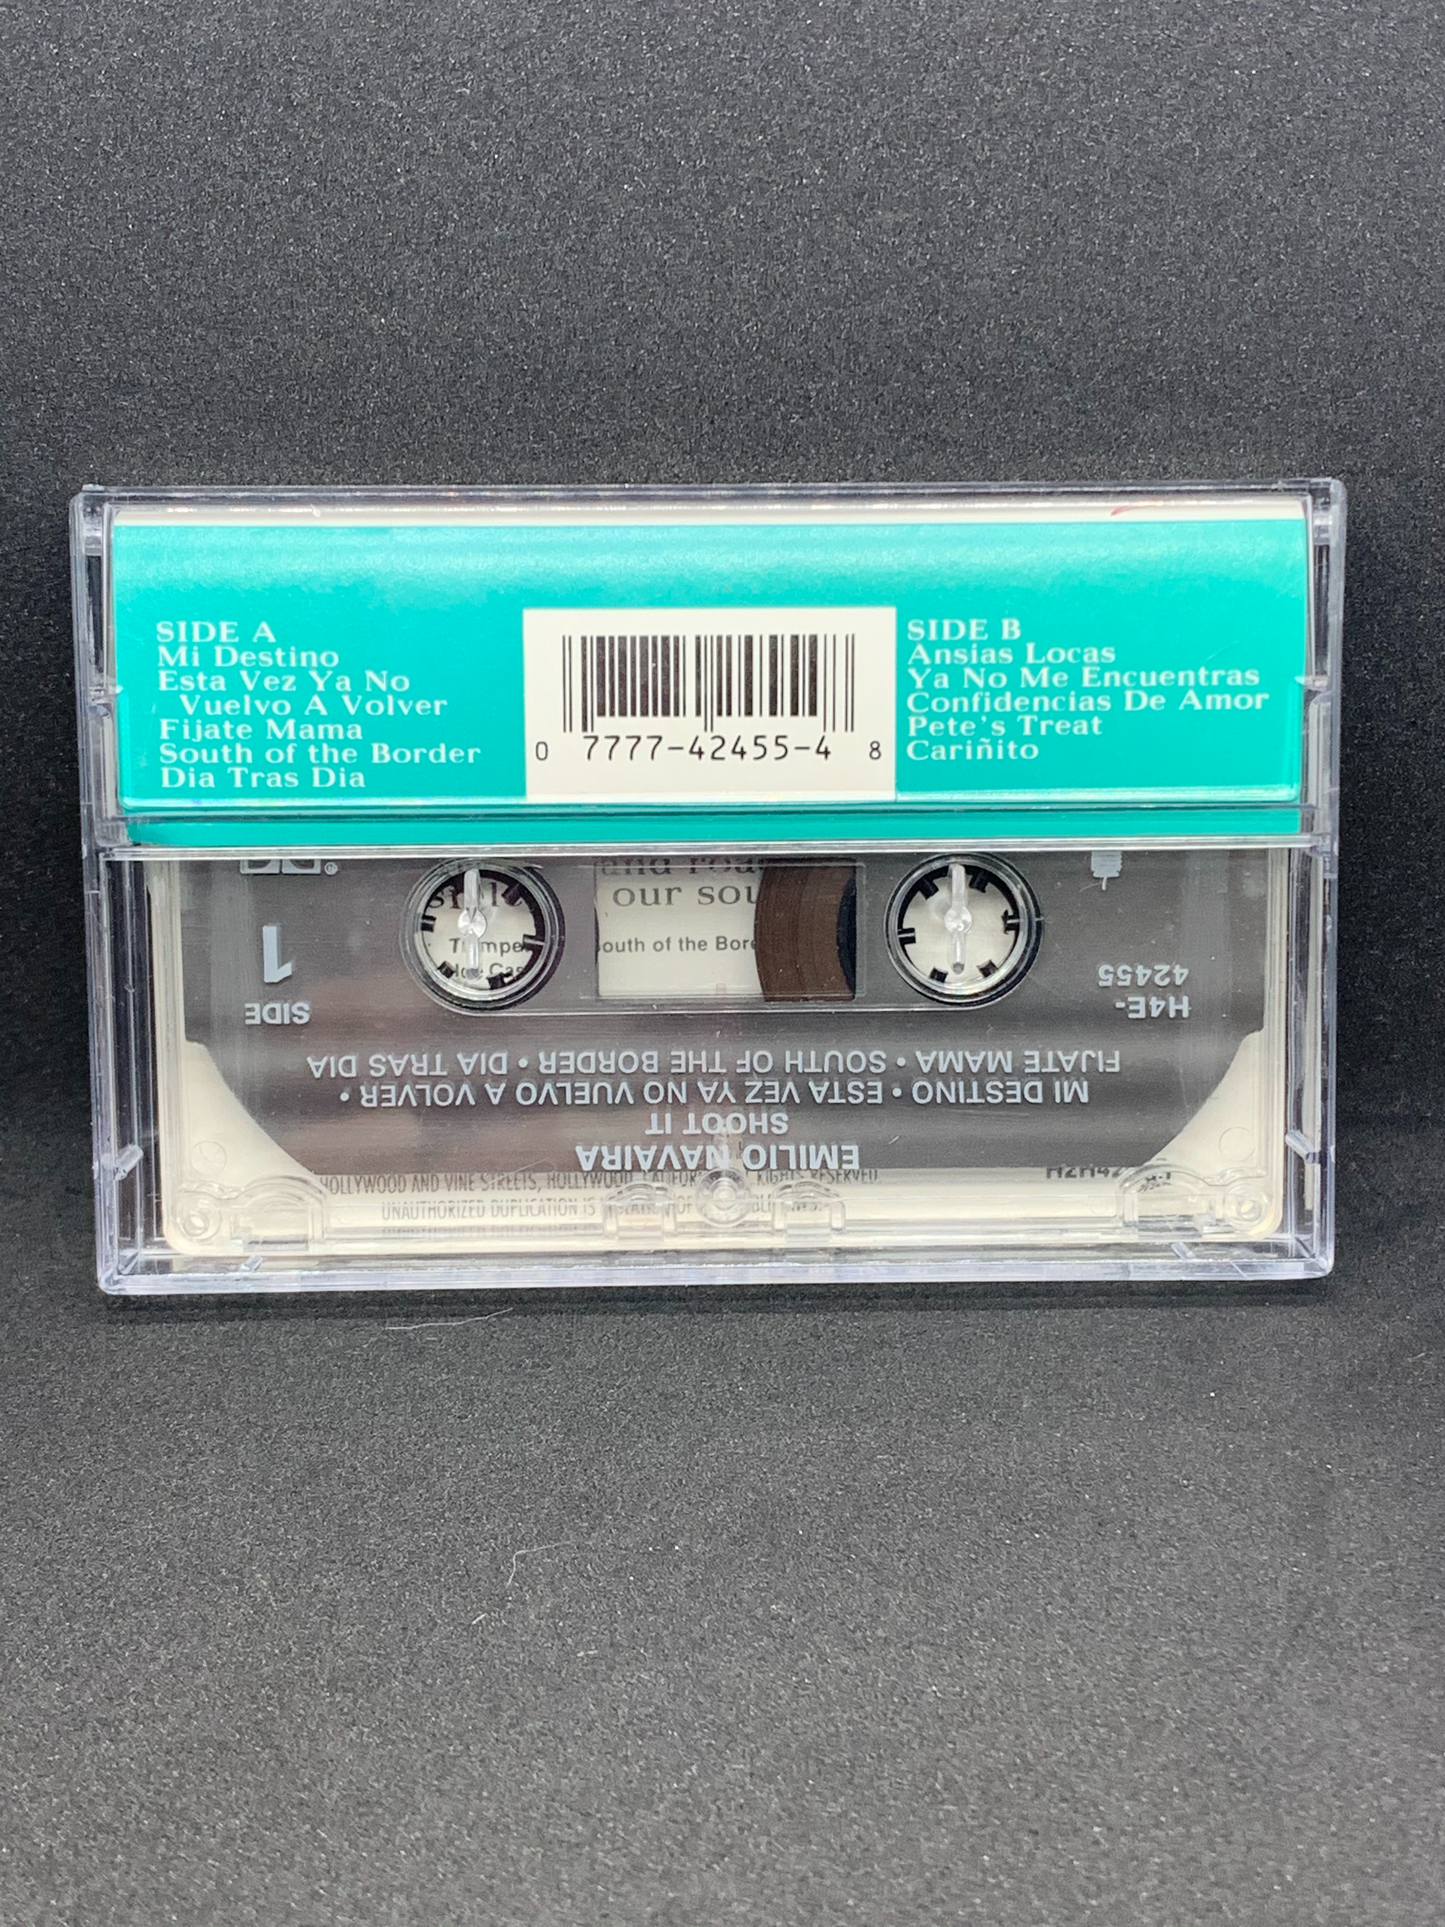 SIDE A
Mi Destino
Esta Vez Ya No
Vuelvo A Volver
Fijate Mama
South of the Border
Dia Tras Dia
0 7777-42455-4 8
SIDE B
Ansias Locas
Ya No Me Encuentras
Confidencias De Amor
Pete's Treat
Cariñito
our
outh of the
SIDE 1
H4E-
42455
EMILIO NAVAIRA
SHOOT IT
MI DESTINO • ESTA VEZ YA NO VUELVO A VOLVER •
FIJATE MAMA • SOUTH OF THE BORDER • DIA TRAS DIA
HOLLYWOOD AND VINE STREETS, HOLLYWOOD, RIGHTS RESERVED
UNAUTHORIZED DUPLICATION IS OF